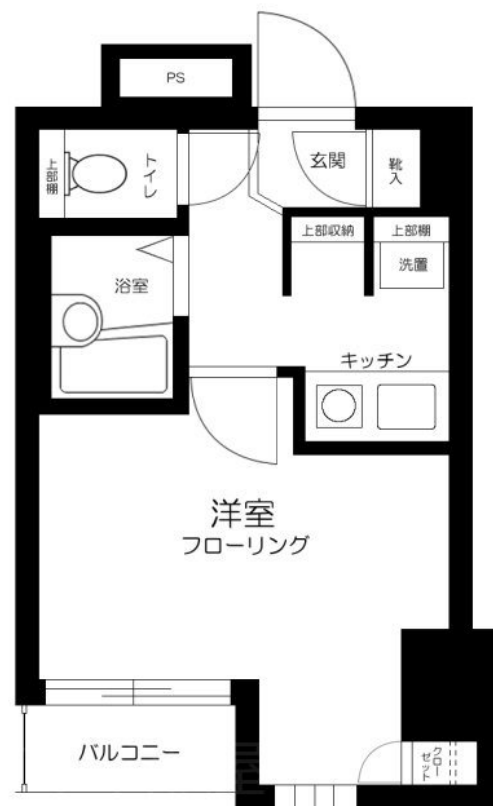 PS
上部棚
トイレ
玄関
靴入
上部収納
上部棚
洗置
浴室
キッチン
洋室
フローリング
バルコニー
クロー
ゼット